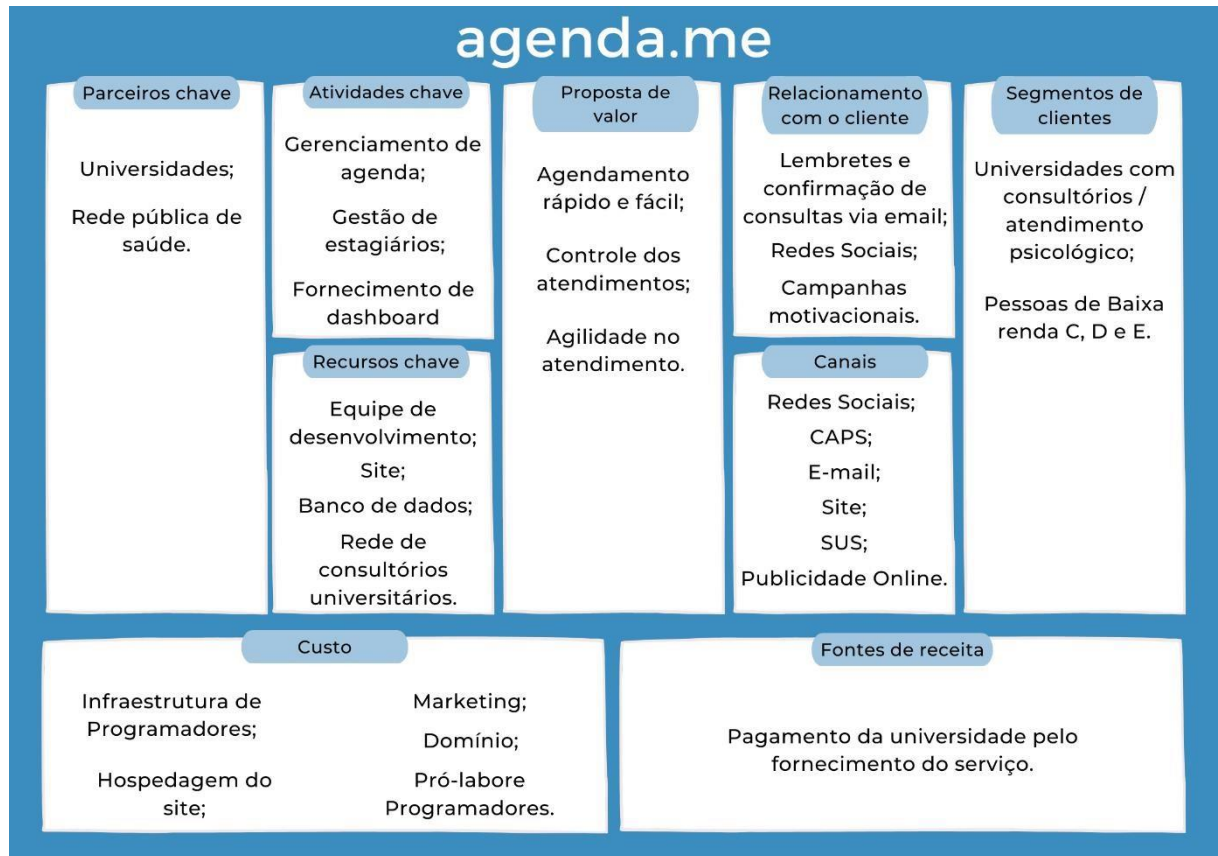 agenda.me
Parceiros chave
Universidades;
Rede pública de
saúde.
Atividades chave
Gerenciamento de
agenda;
Gestão de
estagiários;
Fornecimento de
dashboard
Recursos chave
Equipe de
desenvolvimento;
Site;
Banco de dados;
Rede de
consultórios
universitários.
Proposta de
valor
Agendamento
rápido e fácil;
Controle dos
atendimentos;
Agilidade no
atendimento.
Relacionamento
com o cliente
Lembretes e
confirmação de
consultas via email;
Redes Sociais;
Campanhas
motivacionais.
Canais
Redes Sociais;
CAPS;
E-mail;
Site;
SUS;
Publicidade Online.
Segmentos de
clientes
Universidades com
consultórios /
atendimento
psicológico;
Pessoas de Baixa
renda C, D e E.
Custo
Infraestrutura de
Programadores;
Hospedagem do
site;
Marketing;
Domínio;
Pró-labore
Programadores.
Fontes de receita
Pagamento da universidade pelo
fornecimento do serviço.